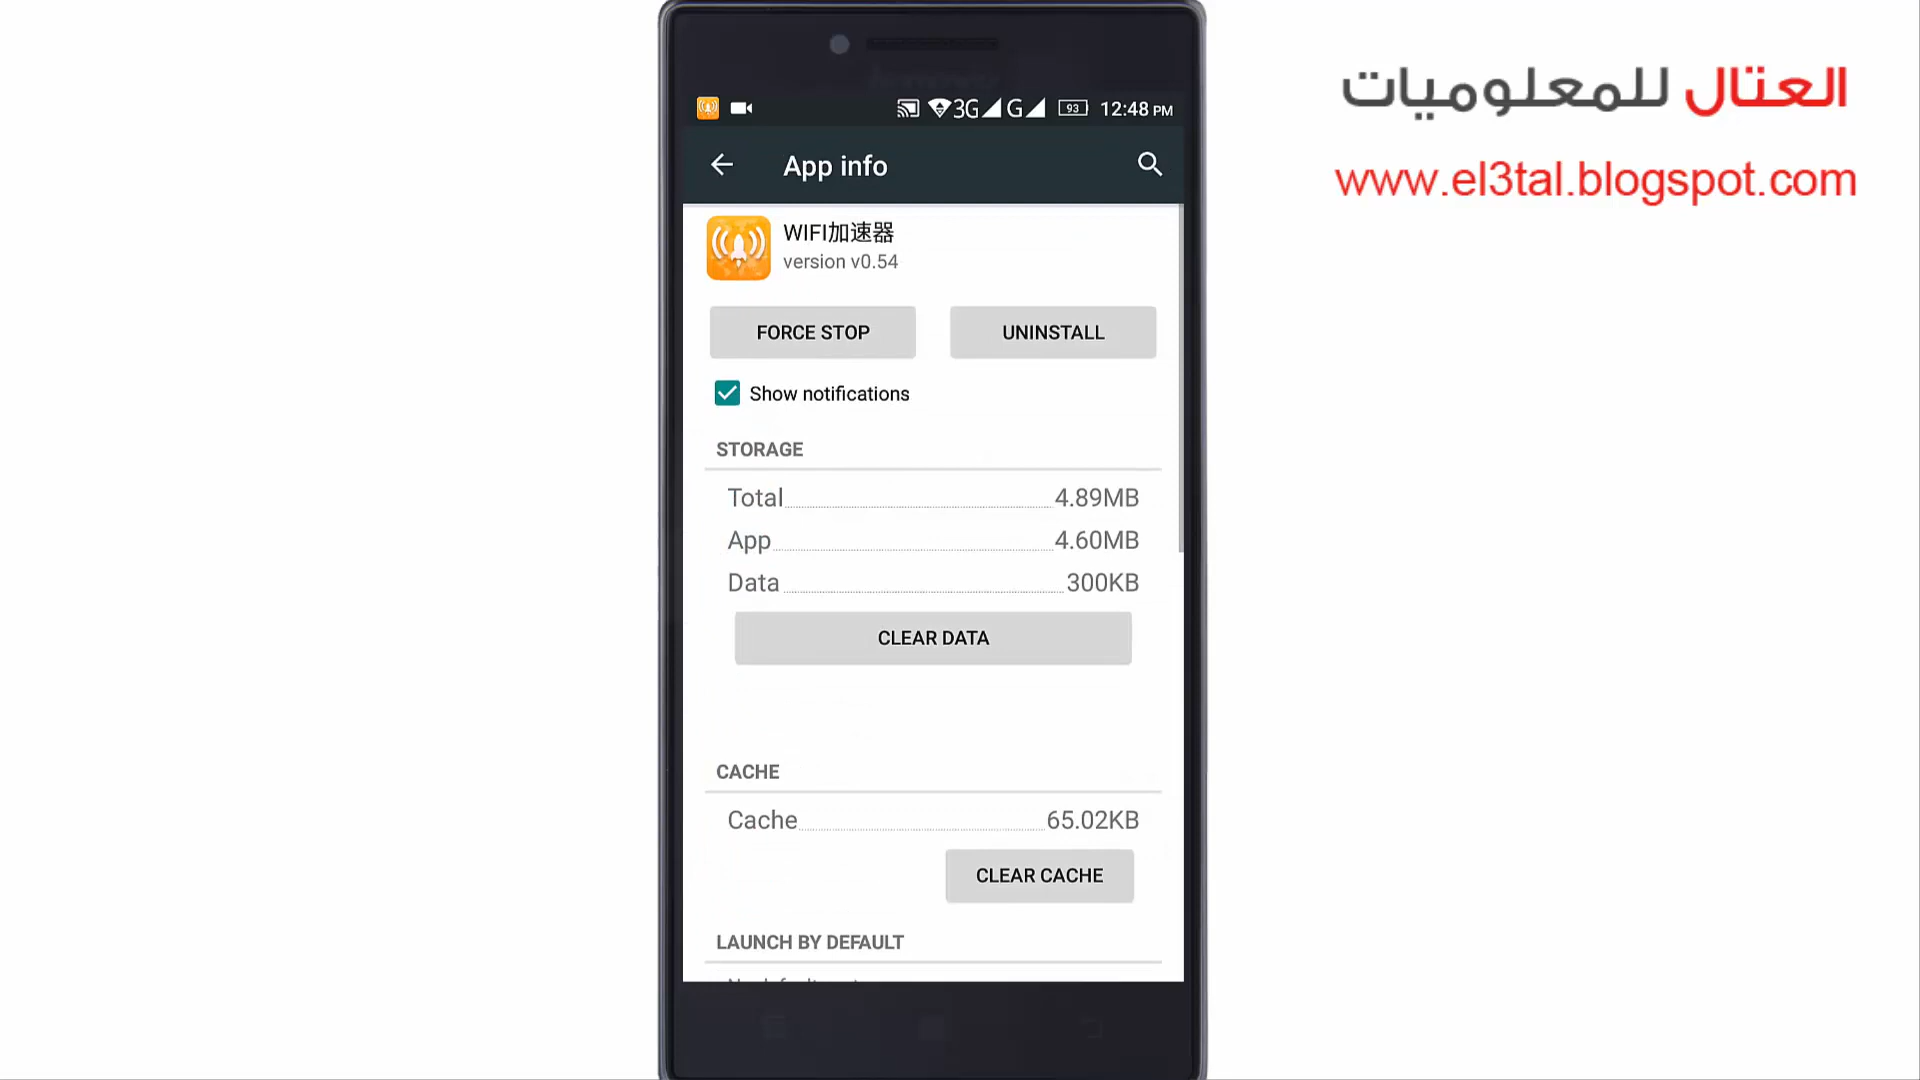 العتال للمعلوميات
www.el3tal.blogspot.com
3G G 93 12:48 PM
App info
WIFI加速器
version v0.54
FORCE STOP
UNINSTALL
Show notifications
STORAGE
Total 4.89MB
App 4.60MB
Data 300KB
CLEAR DATA
CACHE
Cache 65.02KB
CLEAR CACHE
LAUNCH BY DEFAULT